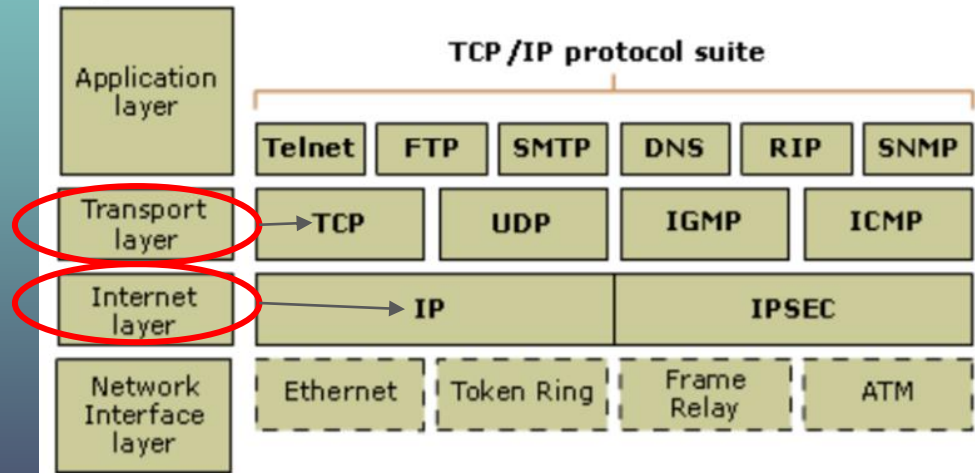 TCP/IP protocol suite
Application
layer
Telnet FTP SMTP DNS RIP SNMP
Transport
layer
TCP UDP IGMP ICMP
Internet
layer
IP IPSEC
Network
Interface
layer
Ethernet Token Ring Frame
Relay ATM